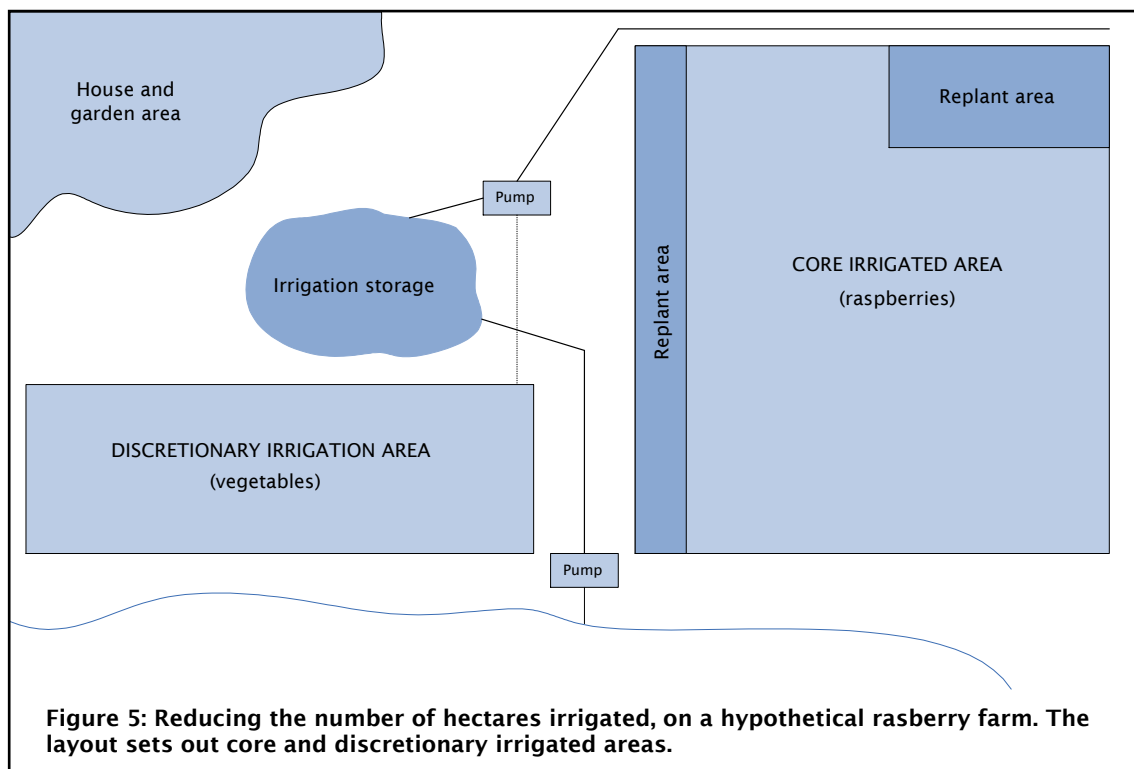 House and
garden area
Replant area
Pump
CORE IRRIGATED AREA
(raspberries)
Irrigation storage
Replant area
DISCRETIONARY IRRIGATION AREA
(vegetables)
Pump
Figure 5: Reducing the number of hectares irrigated, on a hypothetical rasberry farm. The
layout sets out core and discretionary irrigated areas.